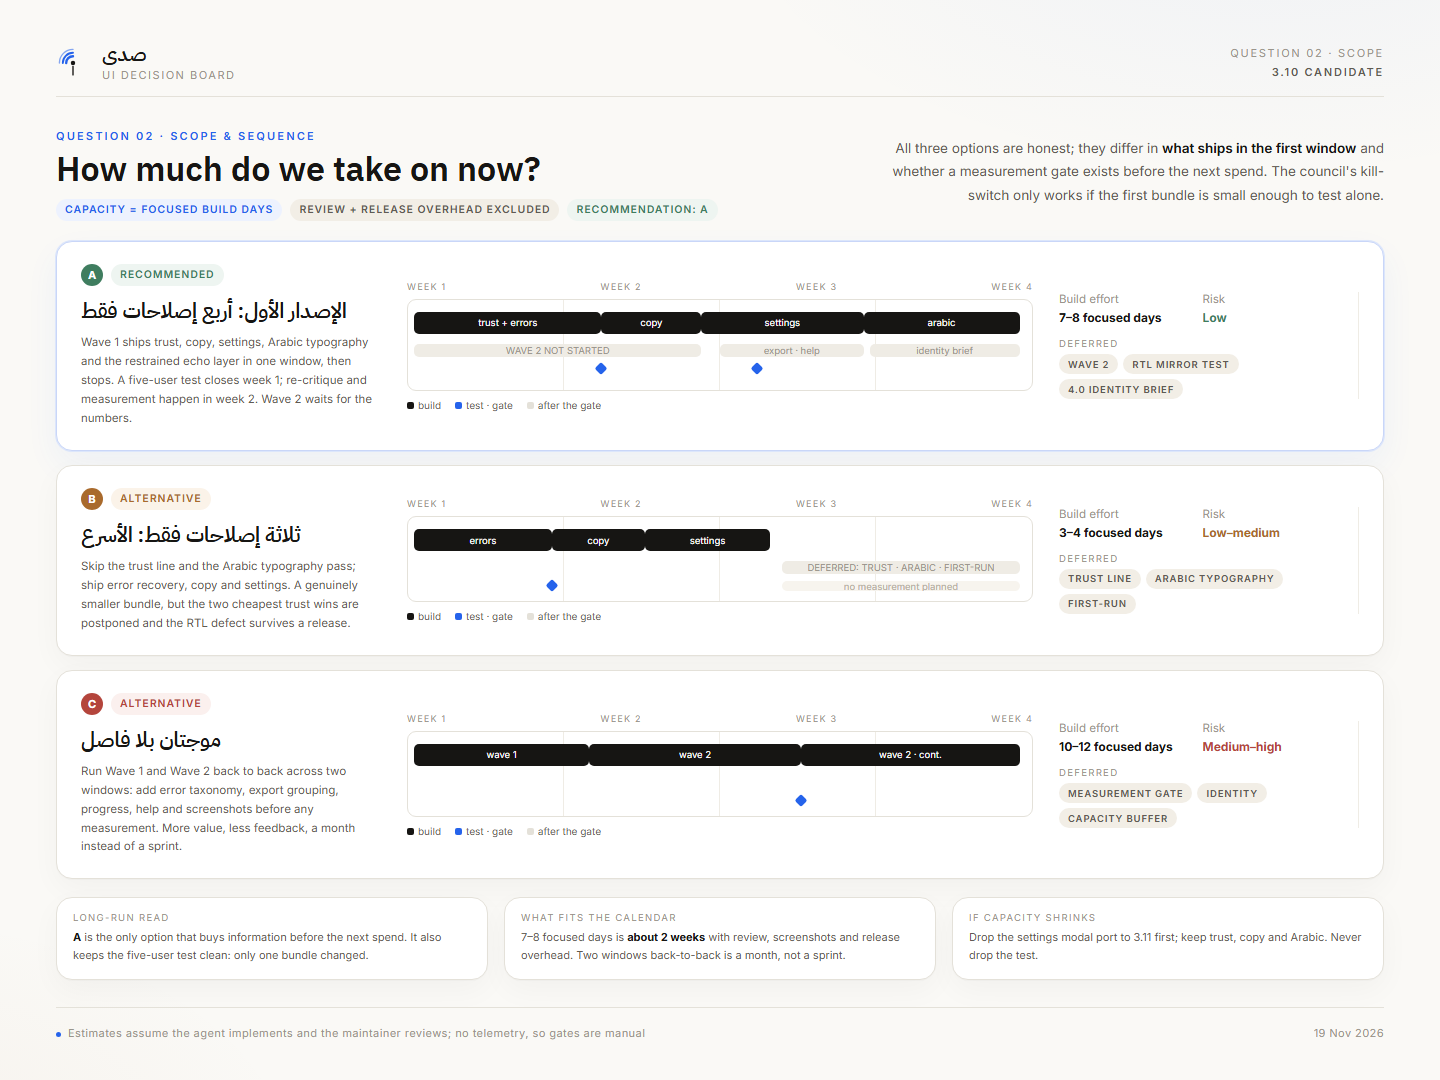 صدى
UI DECISION BOARD
QUESTION 02 · SCOPE
3.10 CANDIDATE
QUESTION 02 · SCOPE & SEQUENCE
How much do we take on now?
CAPACITY = FOCUSED BUILD DAYS
REVIEW + RELEASE OVERHEAD EXCLUDED
RECOMMENDATION: A
All three options are honest; they differ in what ships in the first window and
whether a measurement gate exists before the next spend. The council's kill-
switch only works if the first bundle is small enough to test alone.
A RECOMMENDED
الإصدار الأول: أربع إصلاحات فقط
Wave 1 ships trust, copy, settings, Arabic typography
and the restrained echo layer in one window, then
stops. A five-user test closes week 1; re-critique and
measurement happen in week 2. Wave 2 waits for the
numbers.
WEEK 1 WEEK 2 WEEK 3 WEEK 4
trust + errors copy settings arabic
WAVE 2 NOT STARTED export · help identity brief
build test · gate after the gate
Build effort Risk
7–8 focused days Low
DEFERRED
WAVE 2 RTL MIRROR TEST
4.0 IDENTITY BRIEF
B ALTERNATIVE
ثلاثة إصلاحات فقط: الأسرع
Skip the trust line and the Arabic typography pass;
ship error recovery, copy and settings. A genuinely
smaller bundle, but the two cheapest trust wins are
postponed and the RTL defect survives a release.
WEEK 1 WEEK 2 WEEK 3 WEEK 4
errors copy settings
DEFERRED: TRUST · ARABIC · FIRST-RUN
no measurement planned
build test · gate after the gate
Build effort Risk
3–4 focused days Low–medium
DEFERRED
TRUST LINE ARABIC TYPOGRAPHY
FIRST-RUN
C ALTERNATIVE
موجتان بلا فاصل
Run Wave 1 and Wave 2 back to back across two
windows: add error taxonomy, export grouping,
progress, help and screenshots before any
measurement. More value, less feedback, a month
instead of a sprint.
WEEK 1 WEEK 2 WEEK 3 WEEK 4
wave 1 wave 2 wave 2 · cont.
build test · gate after the gate
Build effort Risk
10–12 focused days Medium–high
DEFERRED
MEASUREMENT GATE IDENTITY
CAPACITY BUFFER
LONG-RUN READ
A is the only option that buys information before the next spend. It also
keeps the five-user test clean: only one bundle changed.
WHAT FITS THE CALENDAR
7–8 focused days is about 2 weeks with review, screenshots and release
overhead. Two windows back-to-back is a month, not a sprint.
IF CAPACITY SHRINKS
Drop the settings modal port to 3.11 first; keep trust, copy and Arabic. Never
drop the test.
Estimates assume the agent implements and the maintainer reviews; no telemetry, so gates are manual
19 Nov 2026